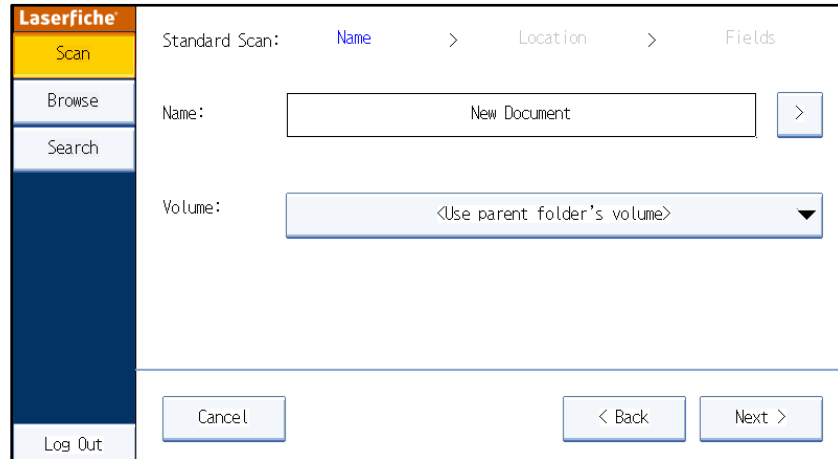 Laserfiche®
Scan
Browse
Search
Log Out
Standard Scan: Name > Location > Fields
Name: New Document >
Volume: <Use parent folder's volume>
Cancel < Back Next >